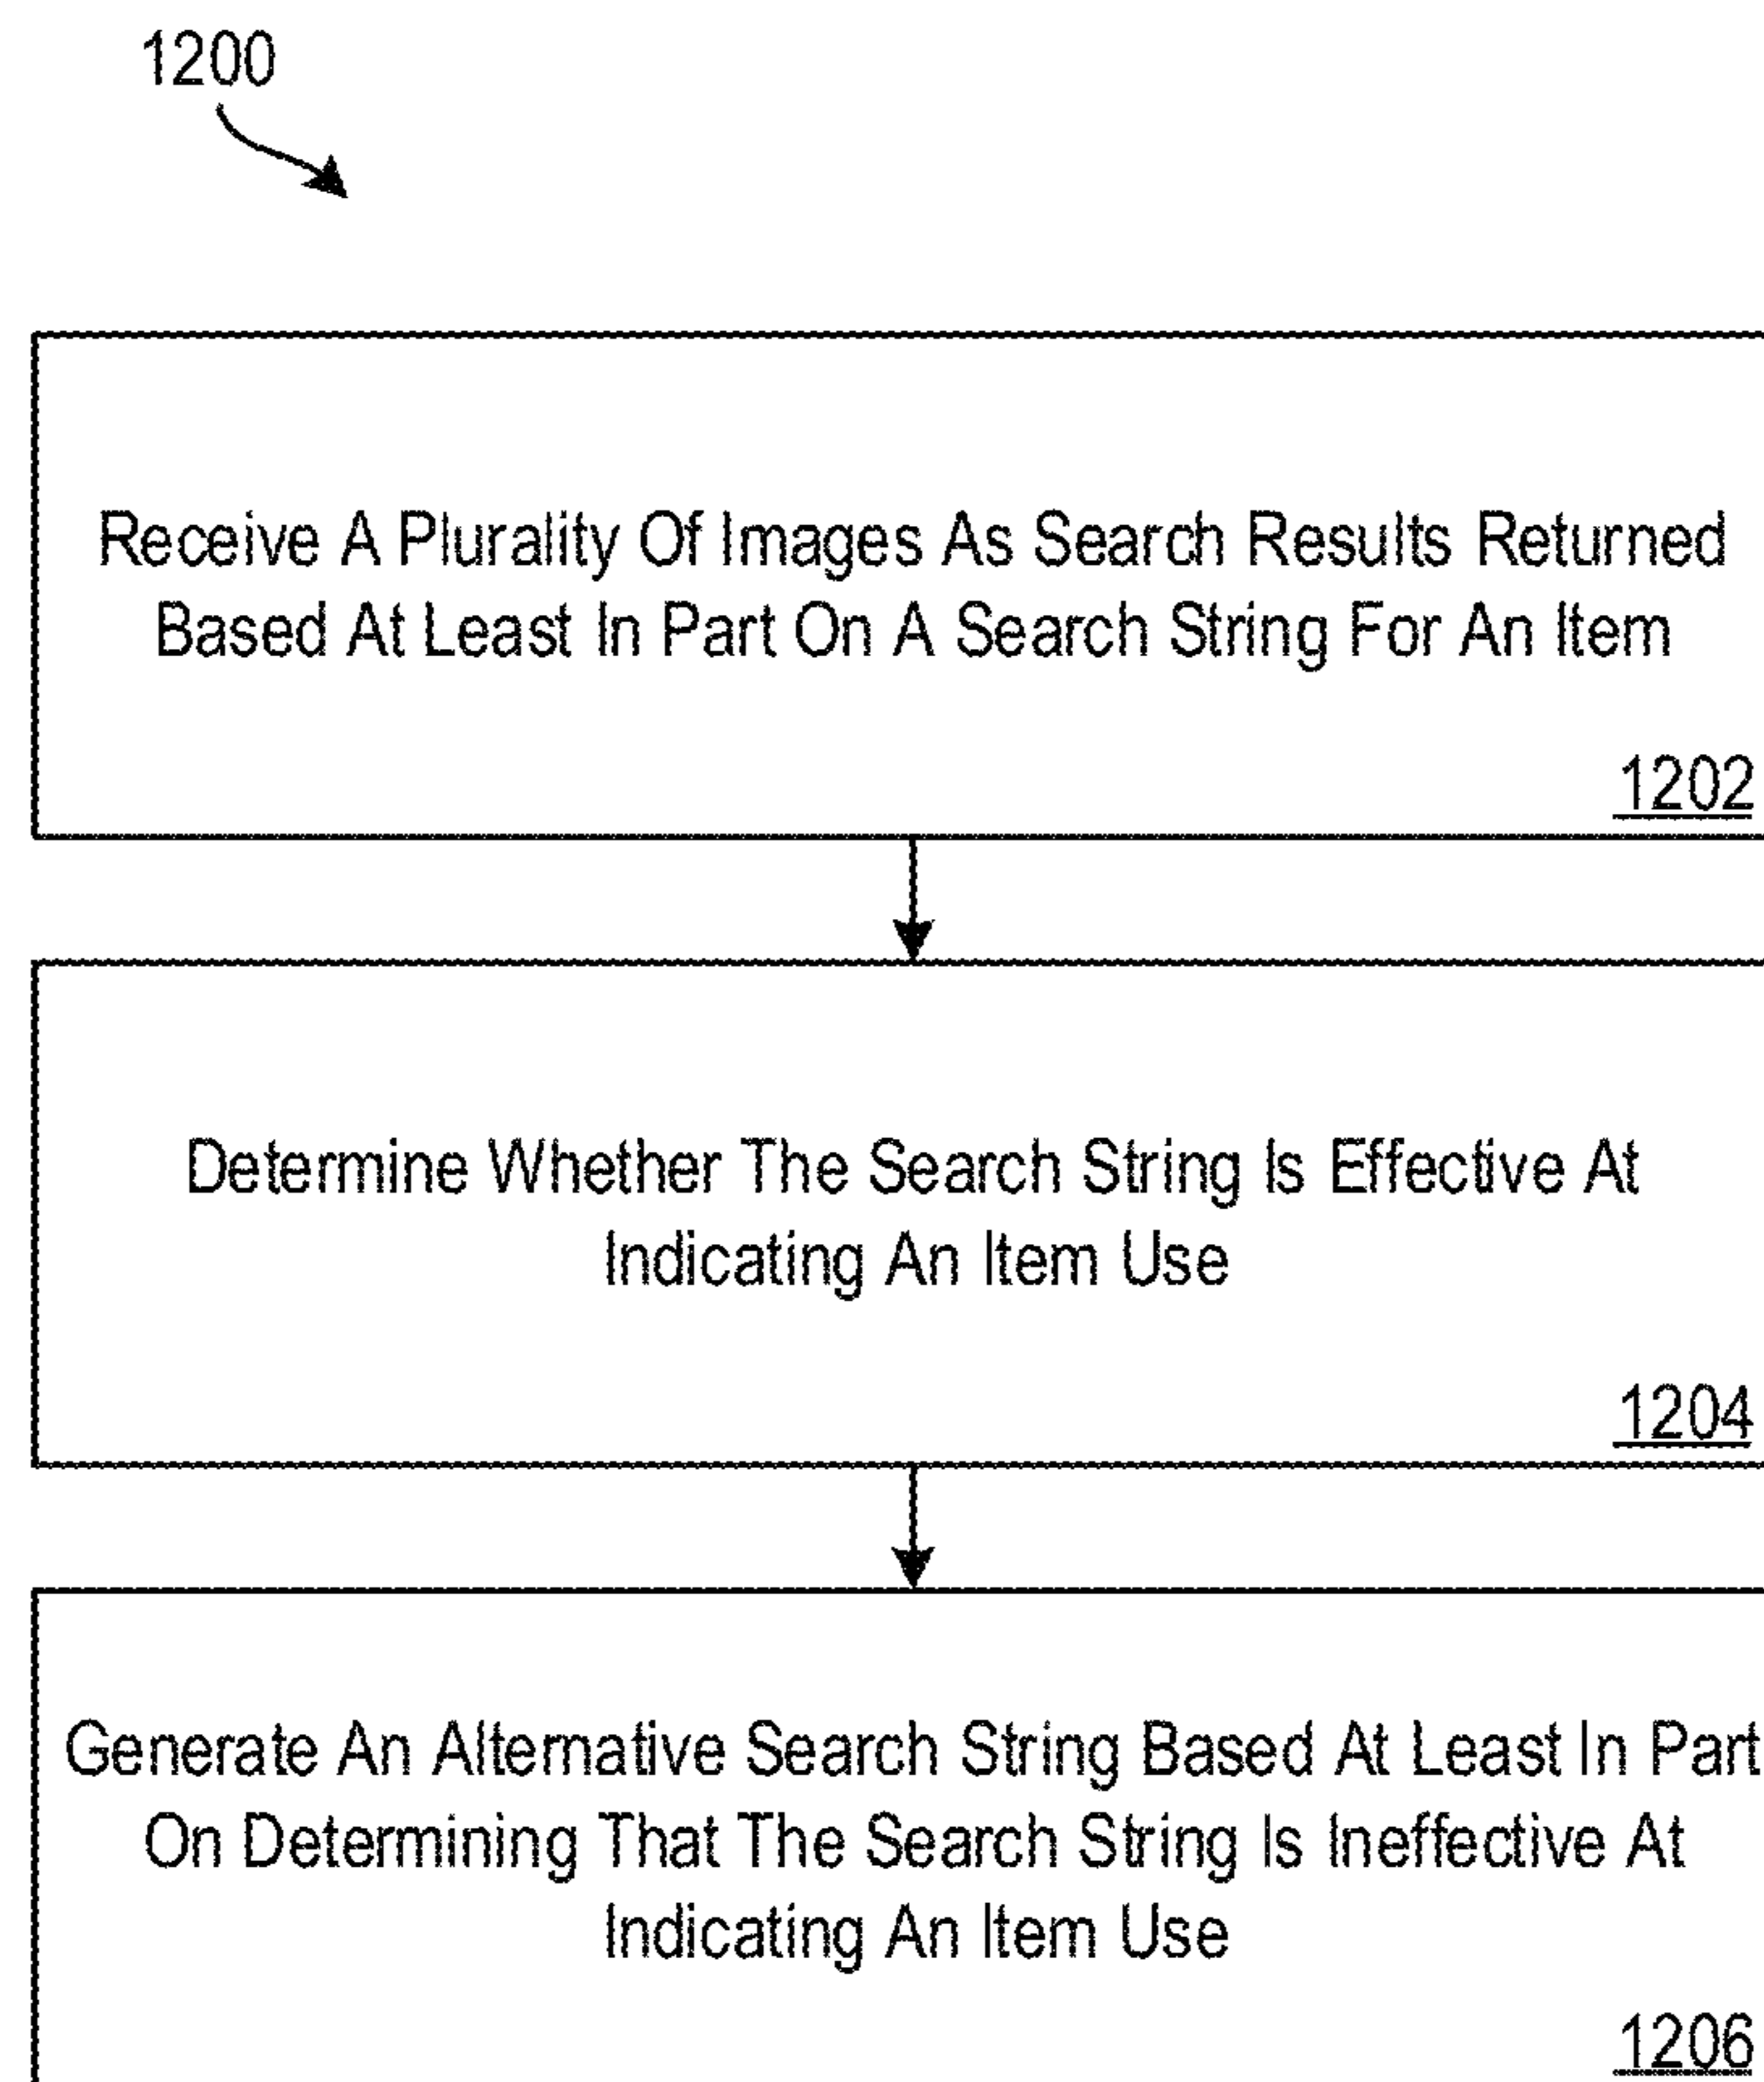 1200
Receive A Plurality Of Images As Search Results Returned
Based At Least In Part On A Search String For An Item
1202
Determine Whether The Search String Is Effective At
Indicating An Item Use
1204
Generate An Alternative Search String Based At Least In Part
On Determining That The Search String Is Ineffective At
Indicating An Item Use
1206